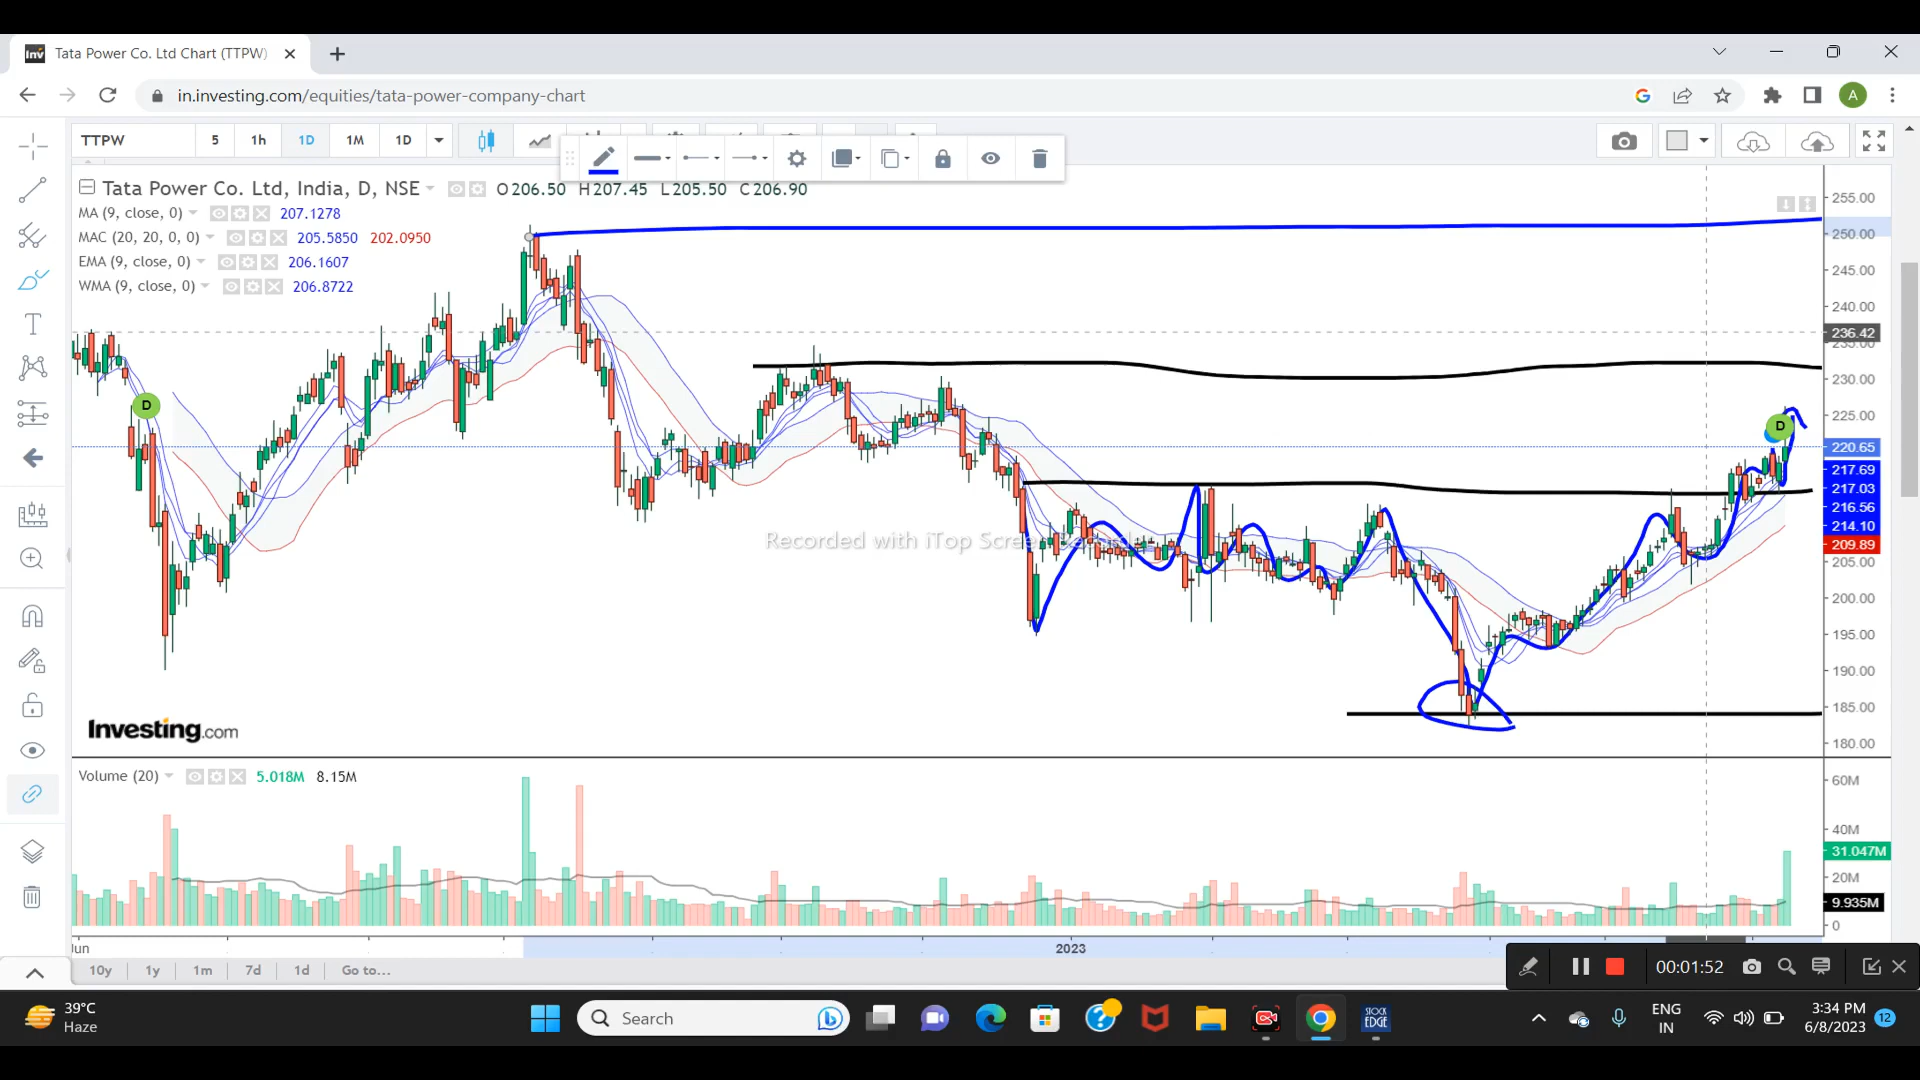 Tata Power Co. Ltd Chart (TTPW)
in.investing.com/equities/tata-power-company-chart
A
TTPW 5 1h 1D 1M 1D
Tata Power Co. Ltd, India, D, NSE O 206.50 H 207.45 L 205.50 C 206.90
MA (9, close, 0) 207.1278
MAC (20, 20, 0, 0) 205.5850 202.0950
EMA (9, close, 0) 206.1607
WMA (9, close, 0) 206.8722
255.00
250.00
245.00
240.00
236.42
235.00
230.00
225.00
220.65
217.69
217.03
216.56
214.10
209.89
205.00
200.00
195.00
190.00
185.00
180.00
D
D
Recorded with iTop Scre
Investing.com
Volume (20) 5.018M 8.15M
60M
40M
31.047M
20M
9.935M
0
2023
10y 1y 1m 7d 1d Go to...
00:01:52
39°C
Haze
Search
STOCK
EDGE
ENG
IN
3:34 PM
6/8/2023
12